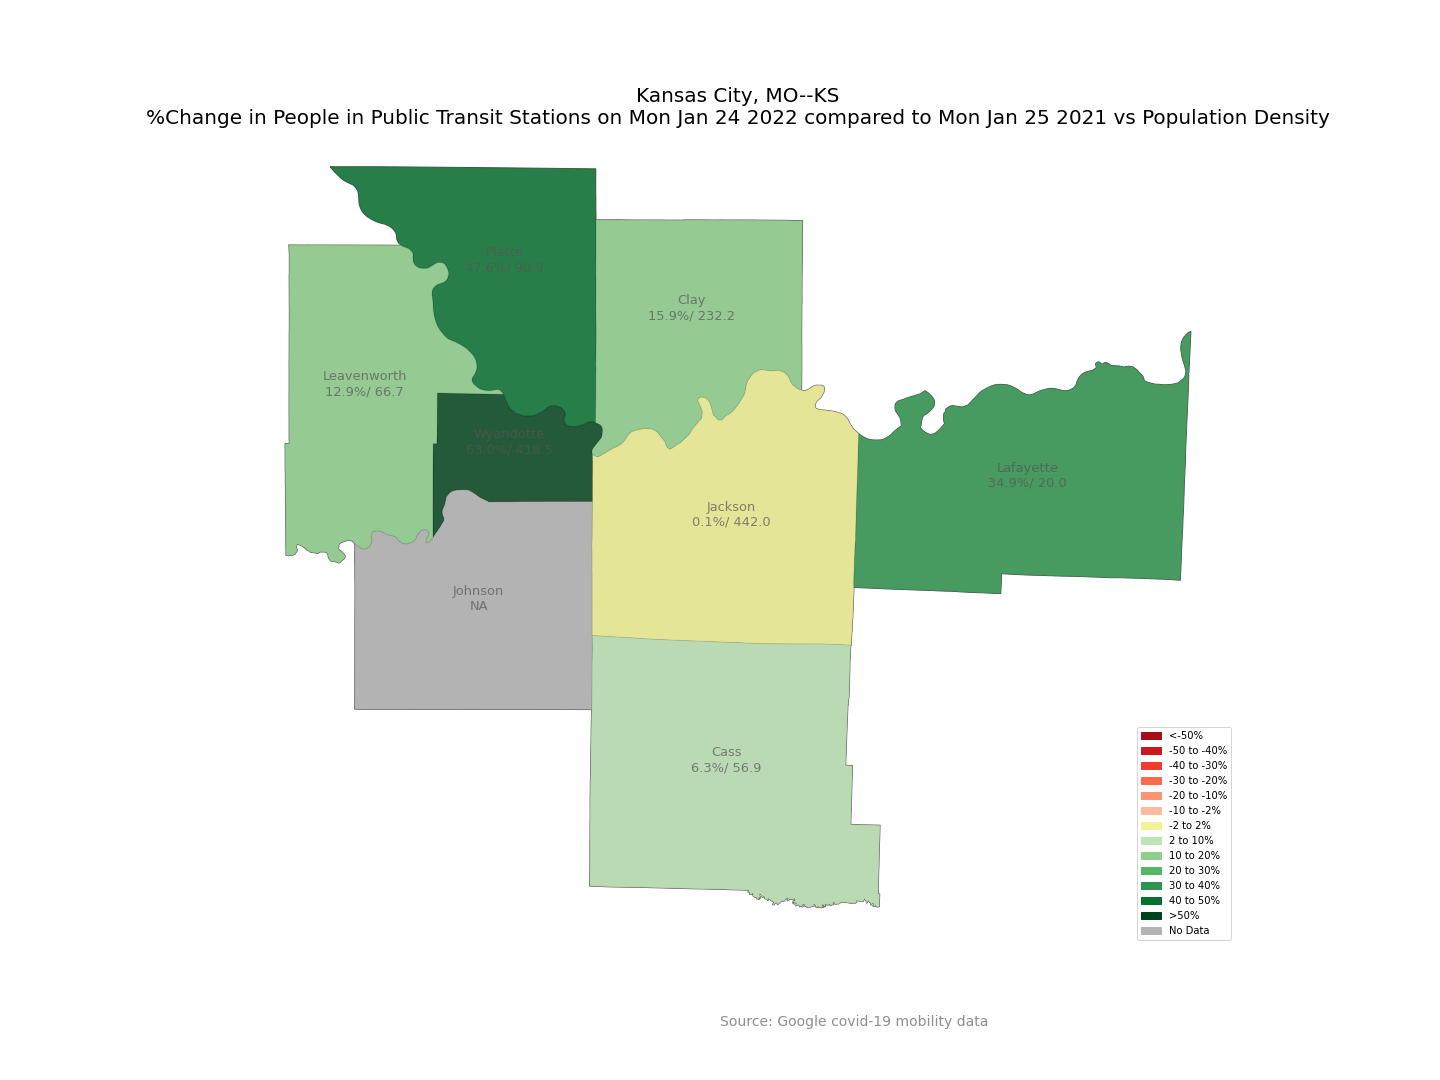 Kansas City, MO--KS
%Change in People in Public Transit Stations on Mon Jan 24 2022 compared to Mon Jan 25 2021 vs Population Density
Platte
47.6%/ 90.9
Clay
15.9%/ 232.2
Leavenworth
12.9%/ 66.7
Wyandotte
63.0%/ 418.5
Lafayette
34.9%/ 20.0
Jackson
0.1%/ 442.0
Johnson
NA
Cass
6.3%/ 56.9
<-50%
-50 to -40%
-40 to -30%
-30 to -20%
-20 to -10%
-10 to -2%
-2 to 2%
2 to 10%
10 to 20%
20 to 30%
30 to 40%
40 to 50%
>50%
No Data
Source: Google covid-19 mobility data